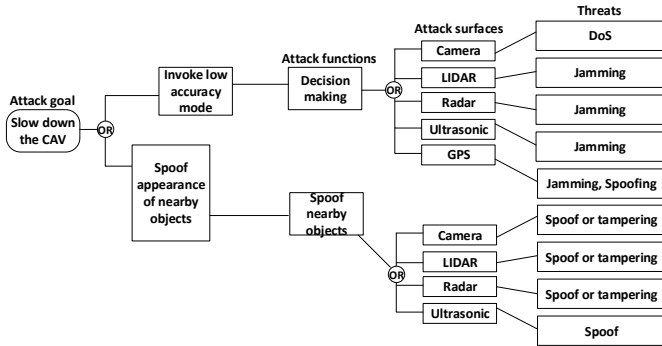 Threats
Attack surfaces
DoS
Camera
Attack functions
LIDAR
Jamming
Invoke low
accuracy
mode
Decision
making
OR
Radar
Jamming
Attack goal
Slow down
the CAV
OR
Ultrasonic
Jamming
GPS
Spoof
appearance
of nearby
objects
Jamming, Spoofing
Spoof
nearby
objects
Camera
Spoof or tampering
LIDAR
Spoof or tampering
OR
Radar
Spoof or tampering
Ultrasonic
Spoof